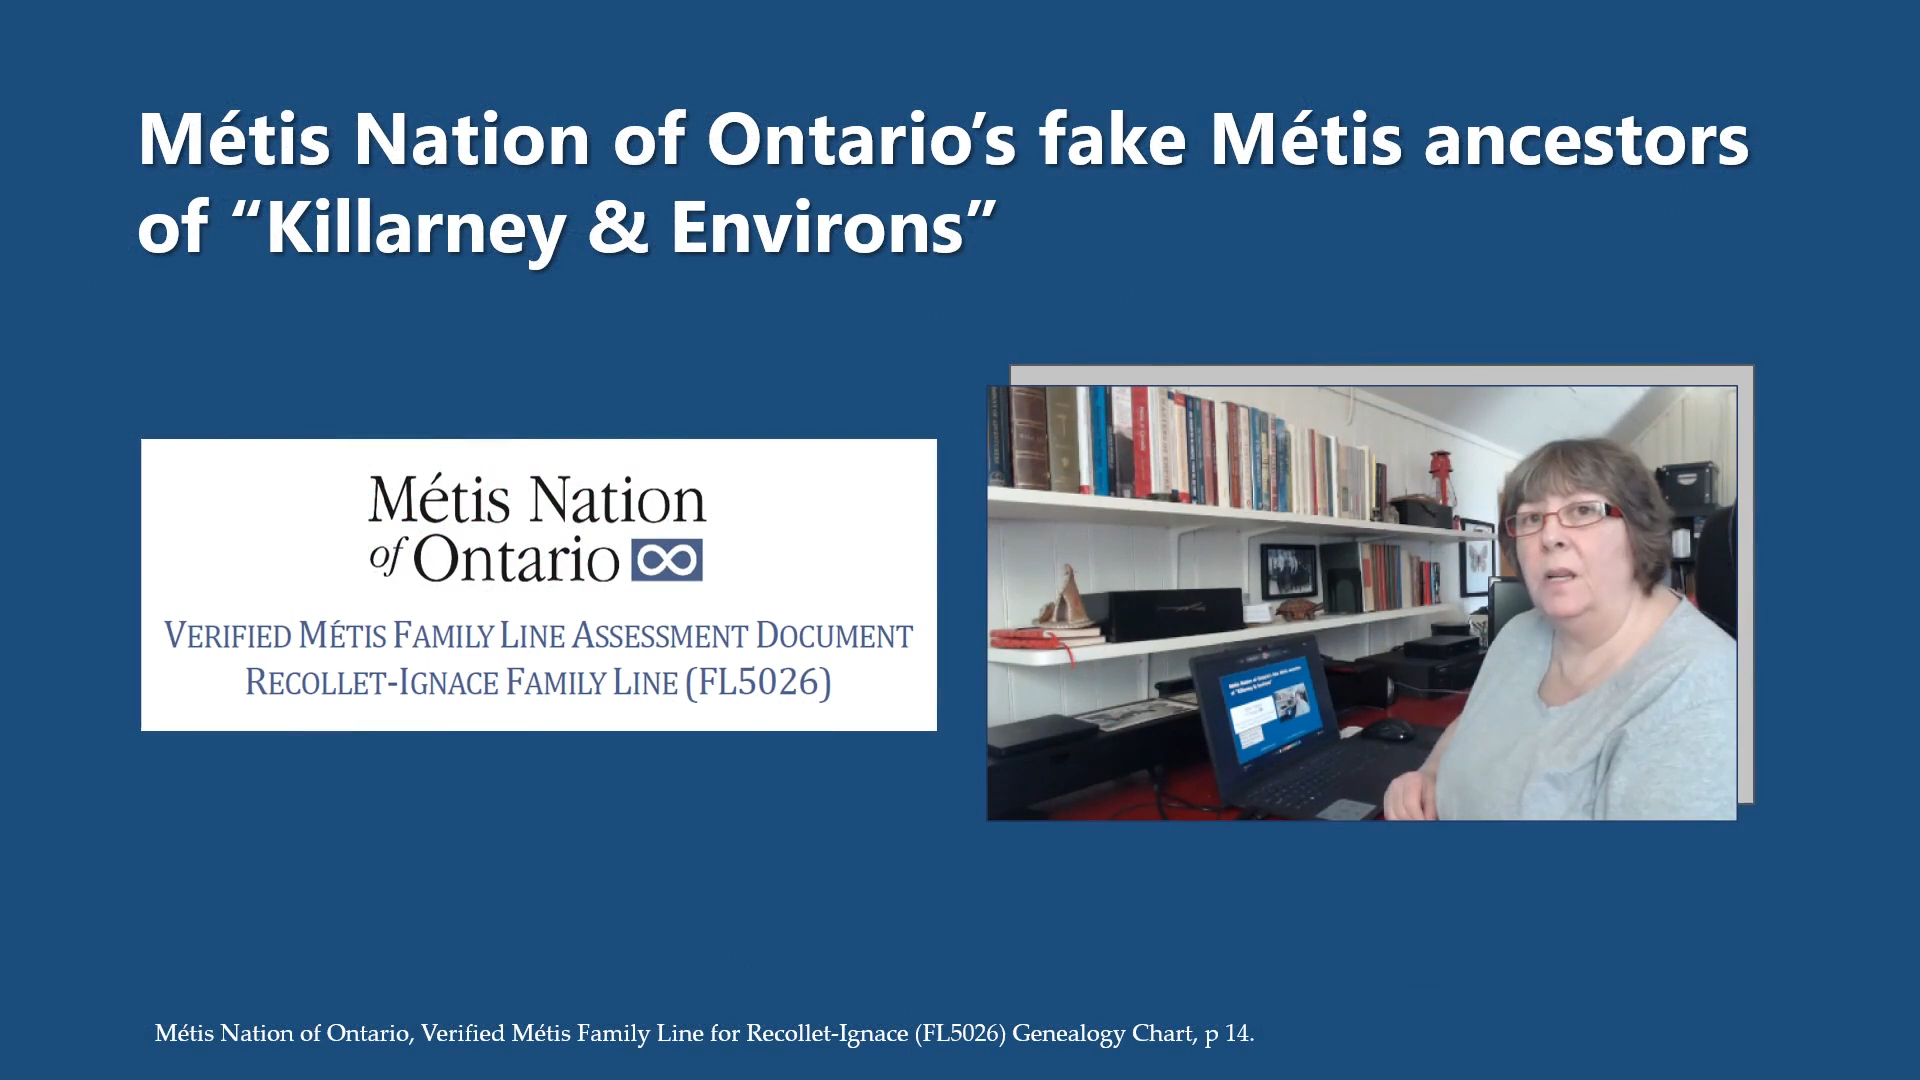 Métis Nation of Ontario’s fake Métis ancestors
of “Killarney & Environs”
Métis Nation
of Ontario
VERIFIED MÉTIS FAMILY LINE ASSESSMENT DOCUMENT
RECOLLET-IGNACE FAMILY LINE (FL5026)
Métis Nation of Ontario, Verified Métis Family Line for Recollet-Ignace (FL5026) Genealogy Chart, p 14.